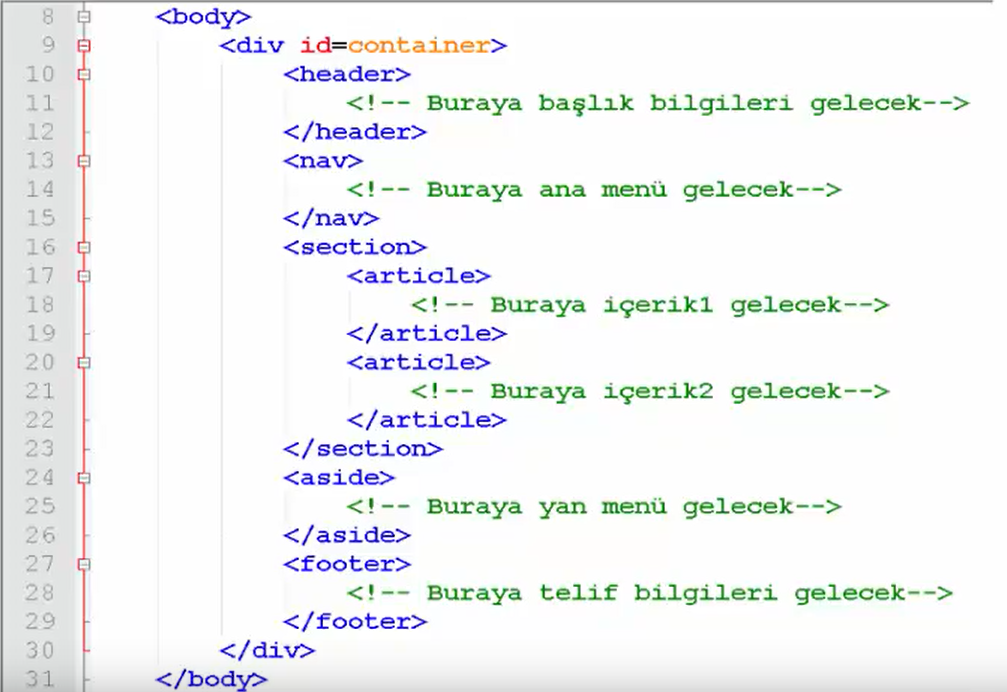 8 <body>
9 <div id=container>
10 <header>
11 <!-- Buraya başlık bilgileri gelecek-->
12 </header>
13 <nav>
14 <!-- Buraya ana menü gelecek-->
15 </nav>
16 <section>
17 <article>
18 <!-- Buraya içerik1 gelecek-->
19 </article>
20 <article>
21 <!-- Buraya içerik2 gelecek-->
22 </article>
23 </section>
24 <aside>
25 <!-- Buraya yan menü gelecek-->
26 </aside>
27 <footer>
28 <!-- Buraya telif bilgileri gelecek-->
29 </footer>
30 </div>
31 </body>